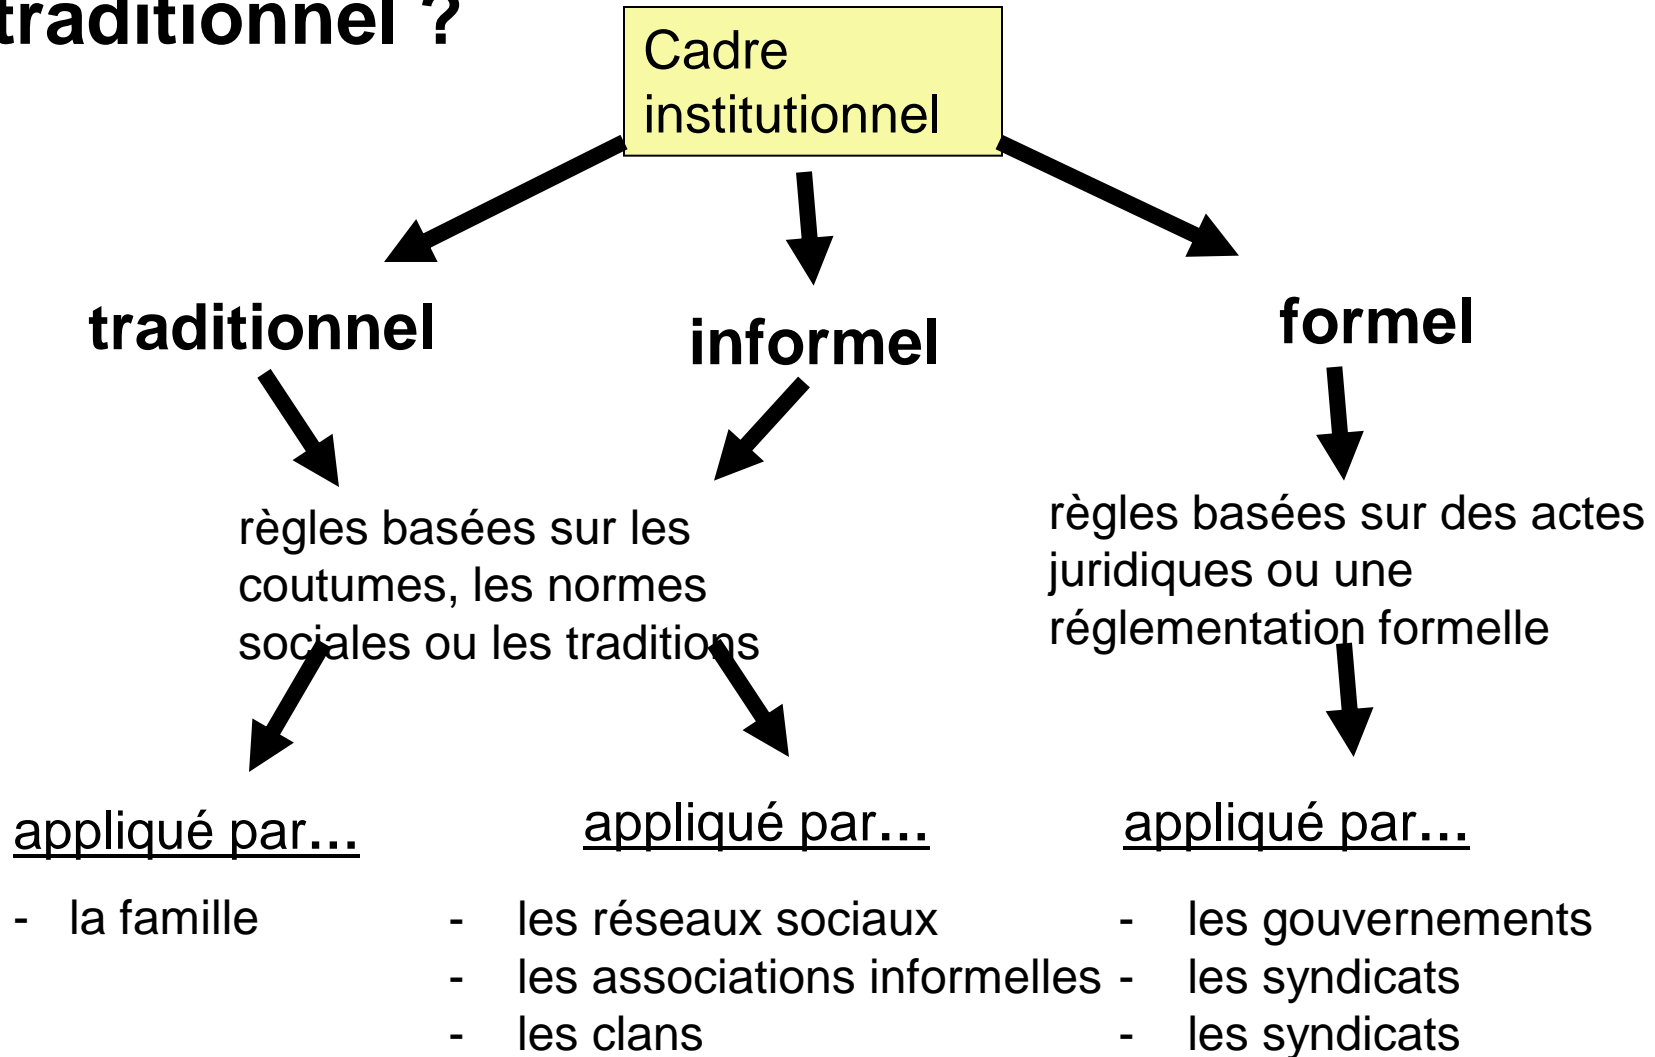 traditionnel ?
Cadre
institutionnel
traditionnel
informel
formel
règles basées sur les
coutumes, les normes
sociales ou les traditions
règles basées sur des actes
juridiques ou une
réglementation formelle
appliqué par…
- la famille
appliqué par…
- les réseaux sociaux
- les associations informelles
- les clans
appliqué par…
- les gouvernements
- les syndicats
- les syndicats